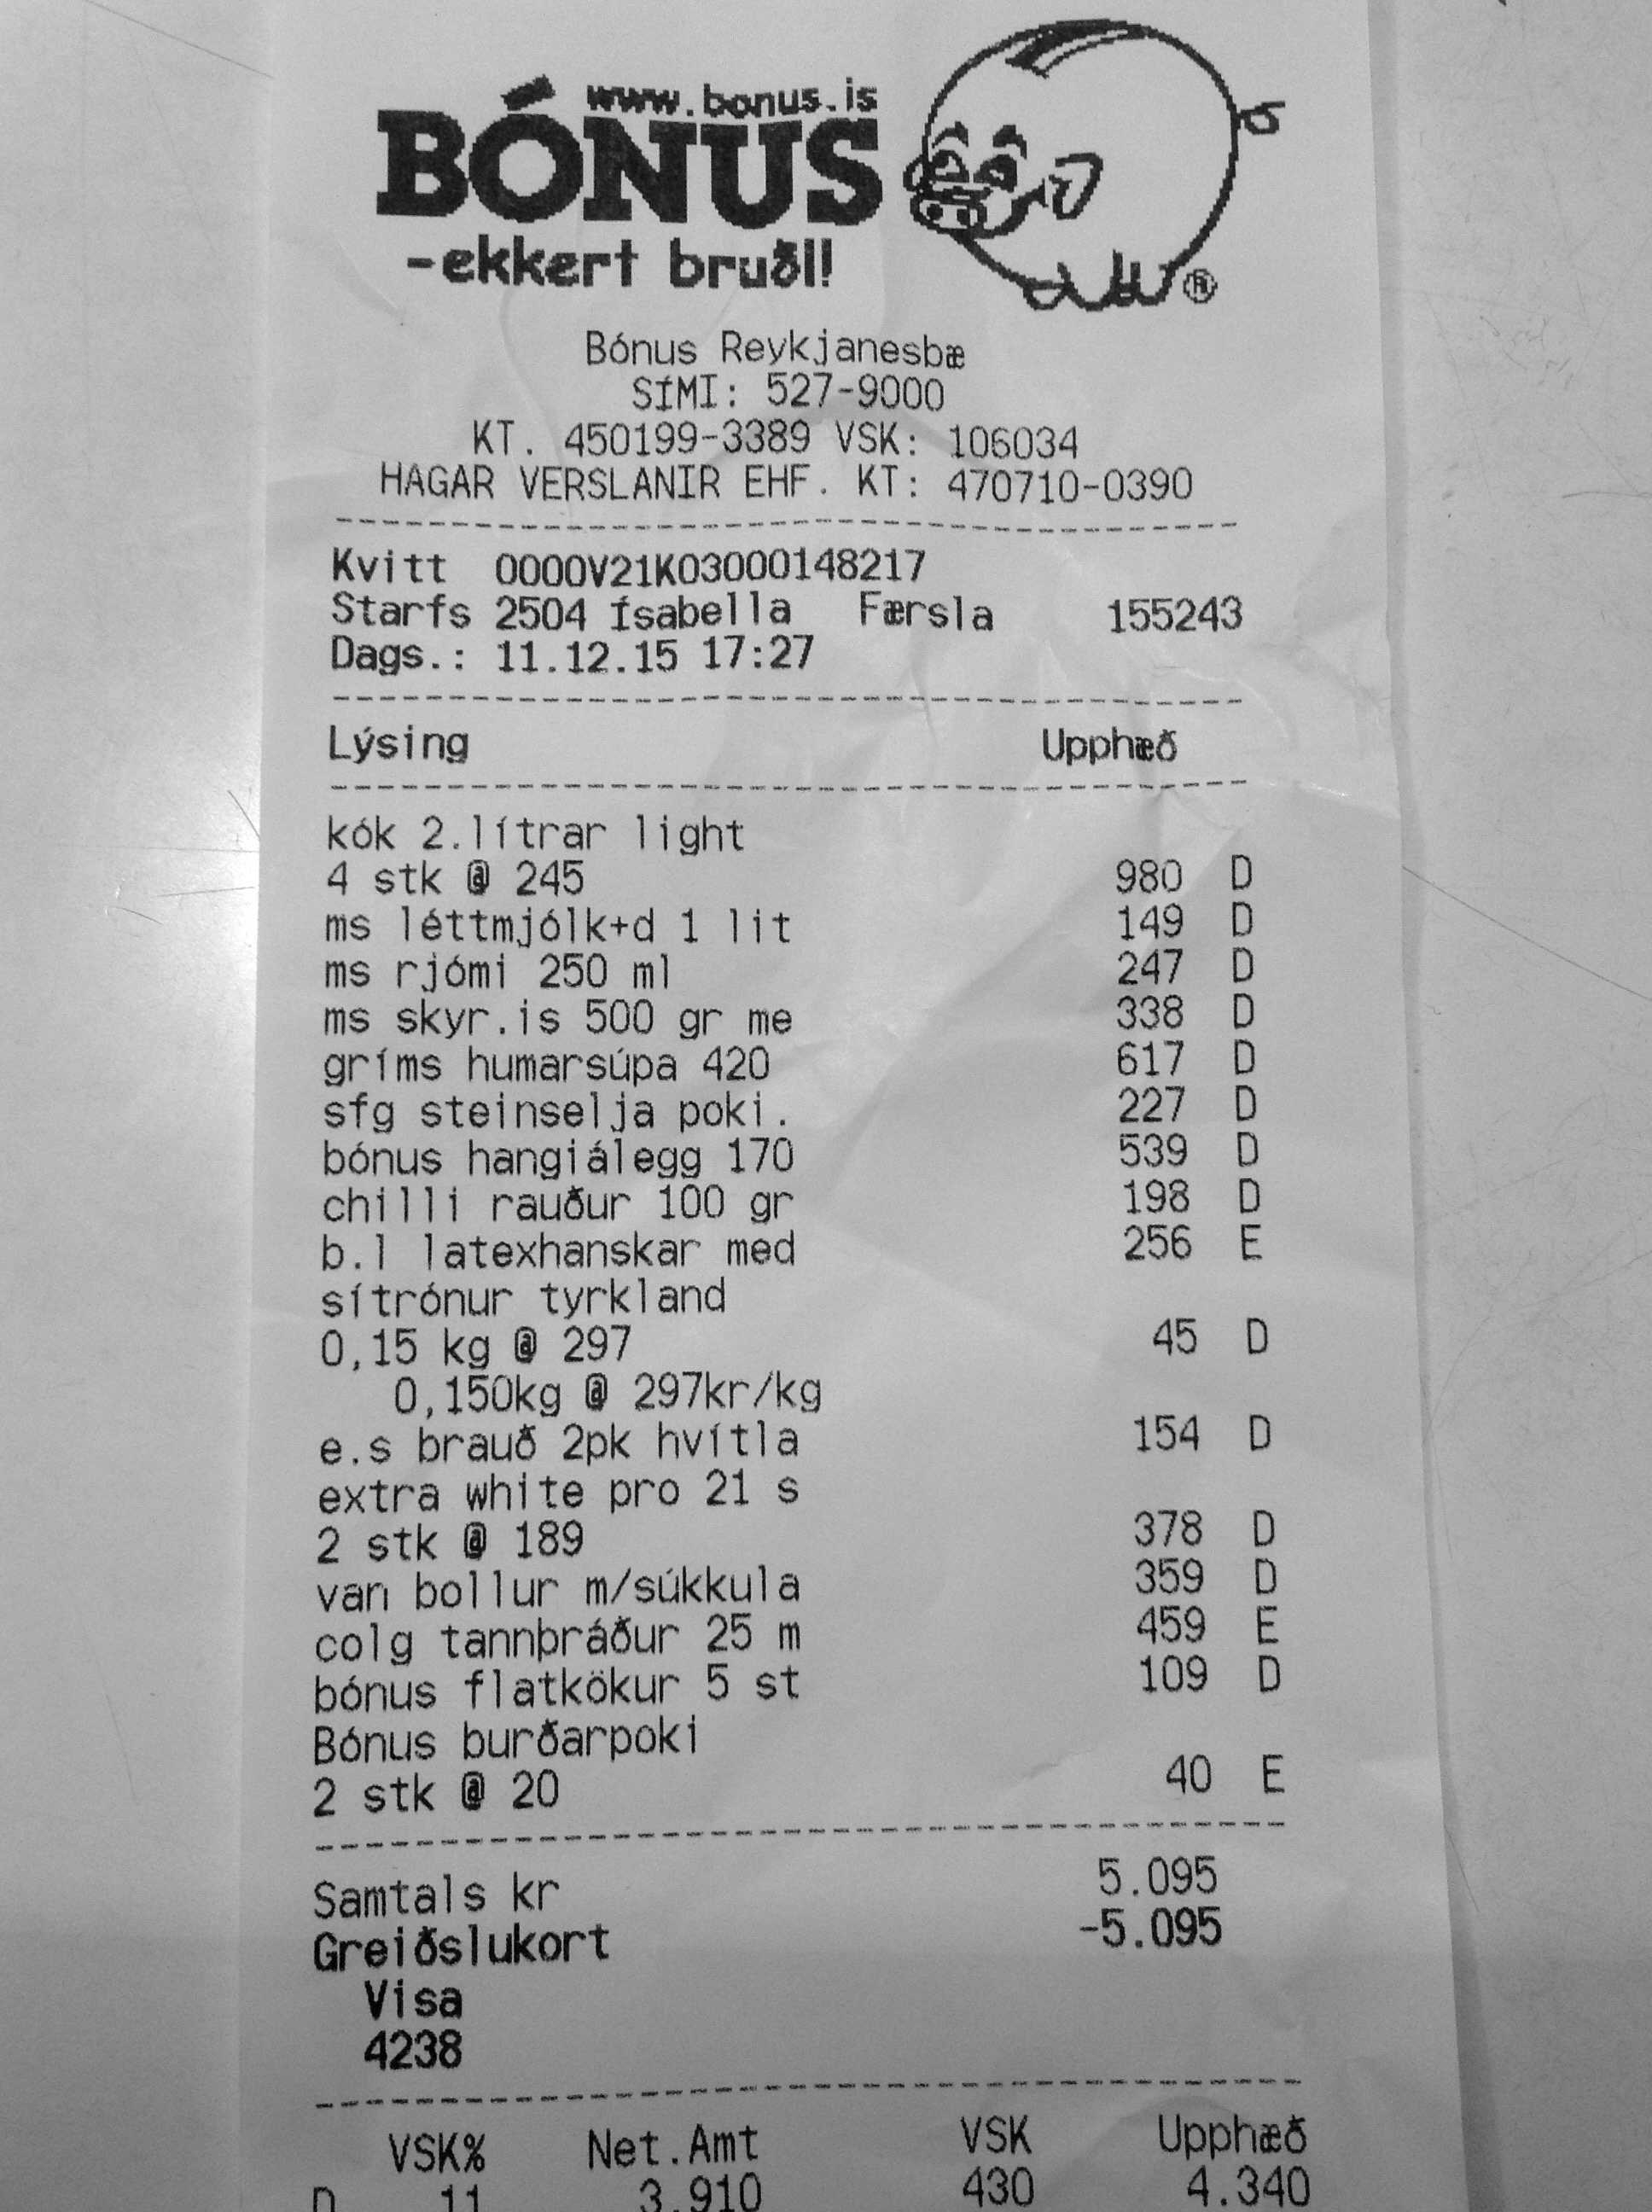 www.bonus.is
BÓNUS
-ekkert bruðl!
®
Bónus Reykjanesbæ
SÍMI: 527-9000
KT. 450199-3389 VSK: 106034
HAGAR VERSLANIR EHF. KT: 470710-0390
Kvitt 0000V21K03000148217
Starfs 2504 Ísabella Færsla 155243
Dags.: 11.12.15 17:27
Lýsing Upphæð
kók 2.lítrar light
4 stk @ 245 980 D
ms léttmjólk+d 1 lit 149 D
ms rjómi 250 ml 247 D
ms skyr.is 500 gr me 338 D
gríms humarsúpa 420 617 D
sfg steinselja poki. 227 D
bónus hangiálegg 170 539 D
chilli rauður 100 gr 198 D
b.l latexhanskar med 256 E
sítrónur tyrkland
0,15 kg @ 297 45 D
0,150kg @ 297kr/kg
e.s brauð 2pk hvítla 154 D
extra white pro 21 s
2 stk @ 189 378 D
van bollur m/súkkula 359 D
colg tannþráður 25 m 459 E
bónus flatkökur 5 st 109 D
Bónus burðarpoki
2 stk @ 20 40 E
Samtals kr 5.095
Greiðslukort -5.095
Visa
4238
VSK% Net.Amt VSK Upphæð
D 11 3.910 430 4.340